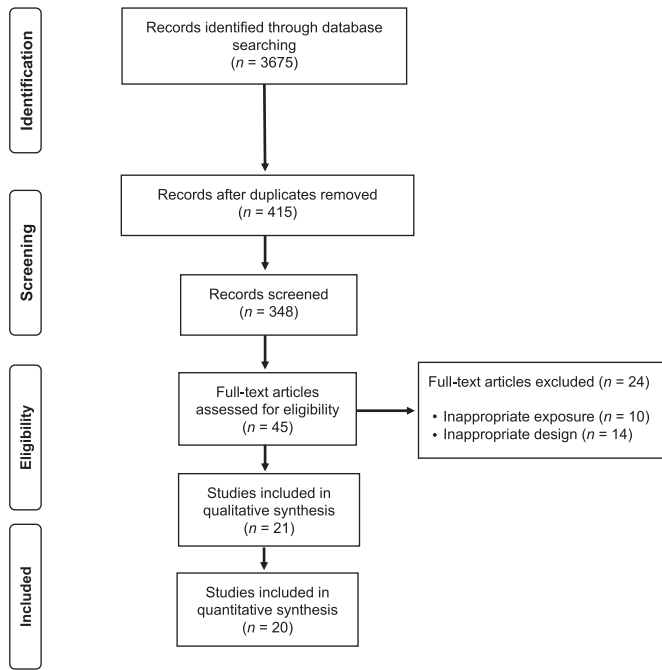 Identification
Records identified through database
searching
(n = 3675)
Screening
Records after duplicates removed
(n = 415)
Records screened
(n = 348)
Eligibility
Full-text articles
assessed for eligibility
(n = 45)
Full-text articles excluded (n = 24)
• Inappropriate exposure (n = 10)
• Inappropriate design (n = 14)
Studies included in
qualitative synthesis
(n = 21)
Included
Studies included in
quantitative synthesis
(n = 20)